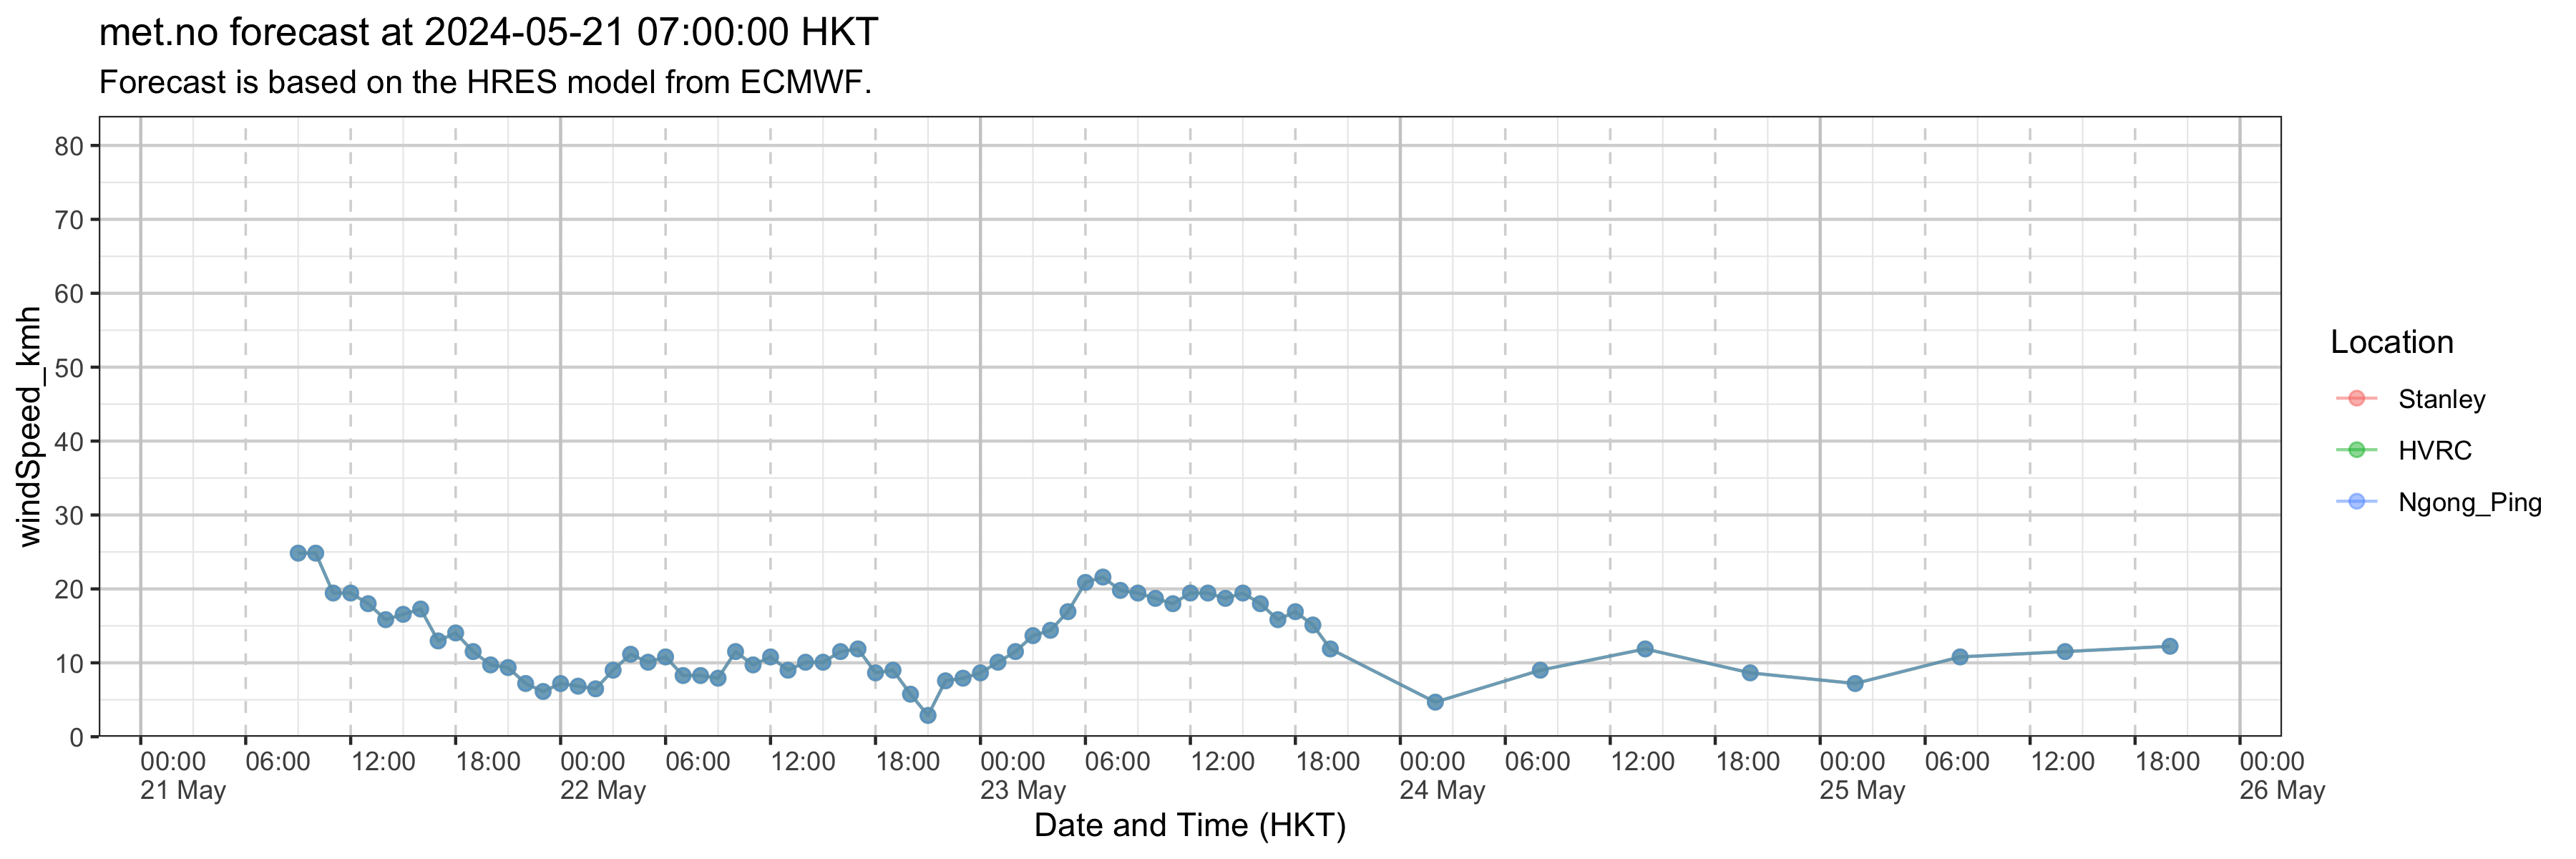 met.no forecast at 2024-05-21 07:00:00 HKT
Forecast is based on the HRES model from ECMWF.
windSpeed_kmh
80
70
60
50
40
30
20
10
0
00:00 06:00 12:00 18:00 00:00 06:00 12:00 18:00 00:00 06:00 12:00 18:00 00:00 06:00 12:00 18:00 00:00 06:00 12:00 18:00 00:00
21 May 22 May 23 May 24 May 25 May 26 May
Date and Time (HKT)
Location
Stanley
HVRC
Ngong_Ping